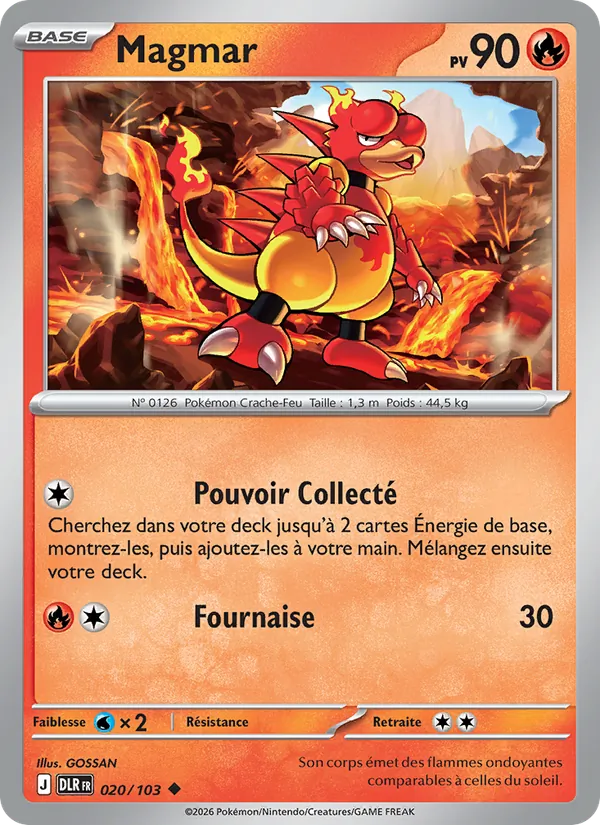 BASE Magmar PV 90
Nº 0126 Pokémon Crache-Feu Taille : 1,3 m Poids : 44,5 kg
Pouvoir Collecté
Cherchez dans votre deck jusqu'à 2 cartes Énergie de base,
montrez-les, puis ajoutez-les à votre main. Mélangez ensuite
votre deck.
Fournaise 30
Faiblesse ×2 Résistance Retraite
Illus. GOSSAN
J DLR FR 020/103
Son corps émet des flammes ondoyantes
comparables à celles du soleil.
©2026 Pokémon/Nintendo/Creatures/GAME FREAK